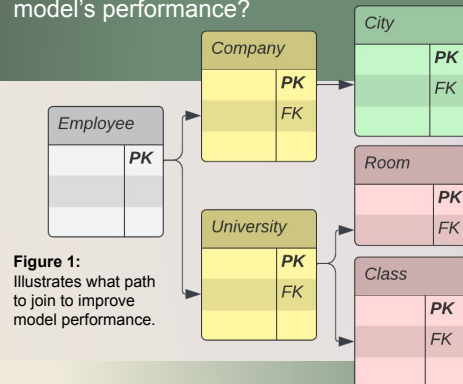 model's performance?
Company
PK
FK
City
PK
FK
Employee
PK
Room
PK
FK
University
PK
FK
Class
PK
FK
Figure 1:
Illustrates what path
to join to improve
model performance.